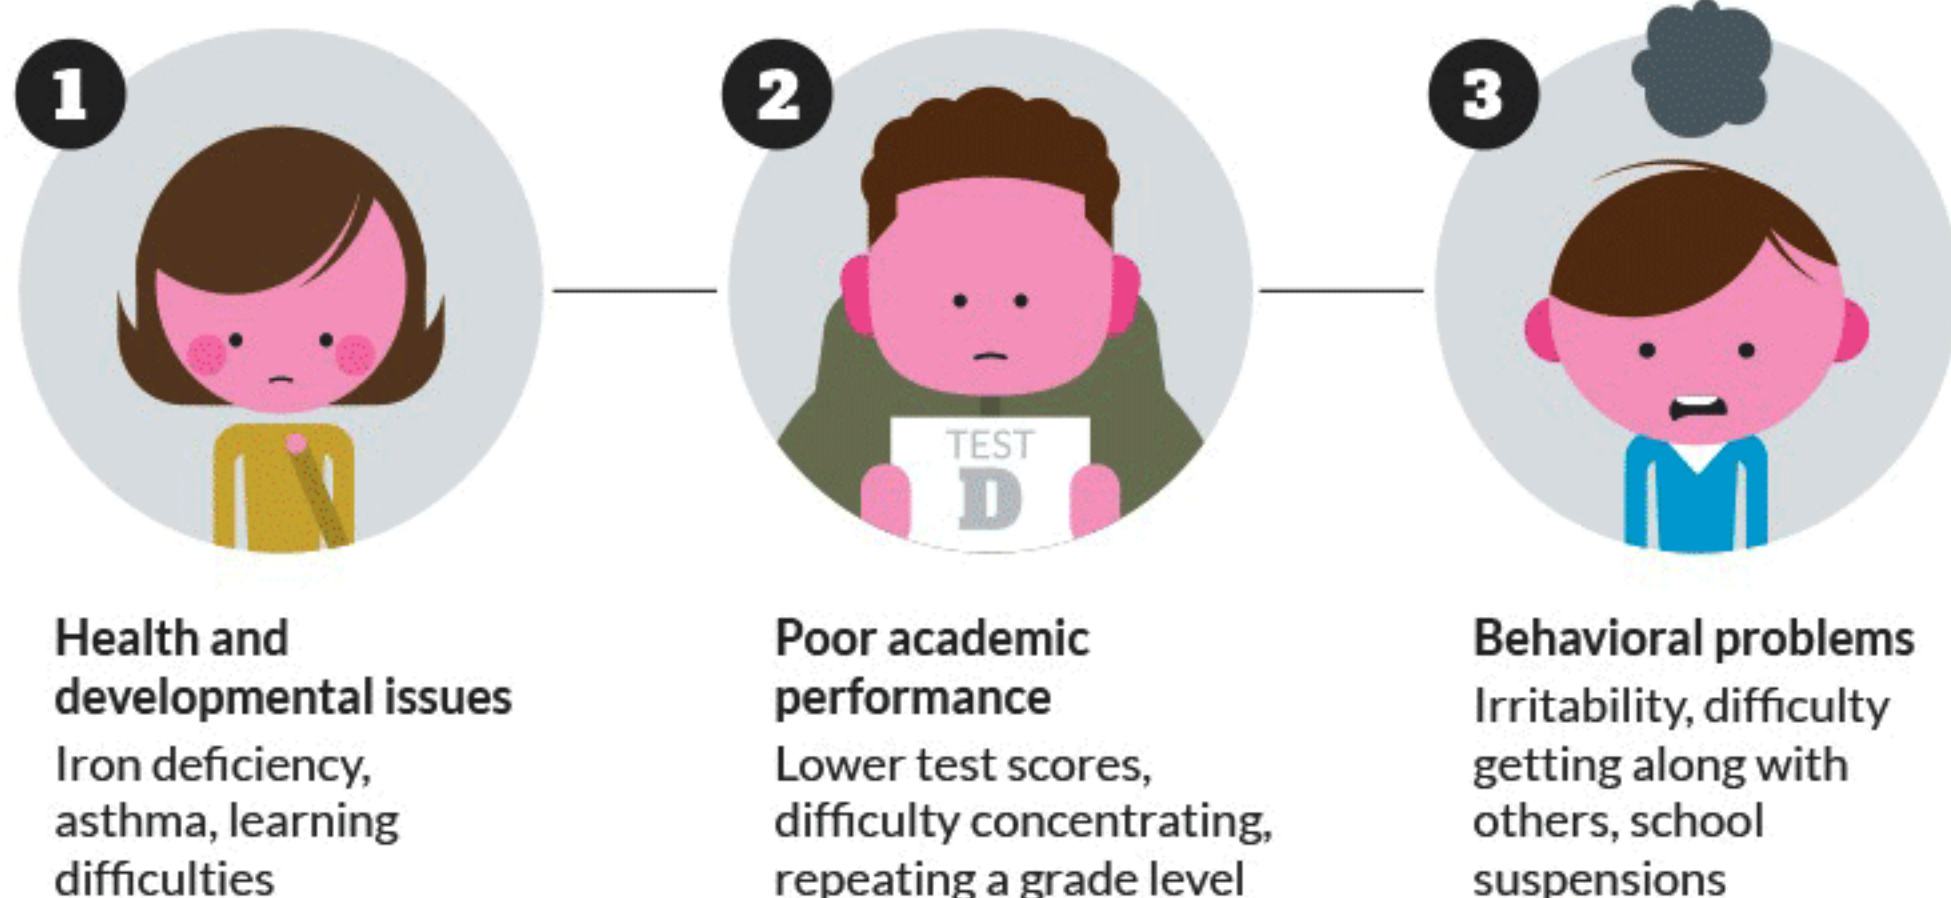 1
Health and
developmental issues
Iron deficiency,
asthma, learning
difficulties
2
TEST
D
Poor academic
performance
Lower test scores,
difficulty concentrating,
repeating a grade level
3
Behavioral problems
Irritability, difficulty
getting along with
others, school
suspensions